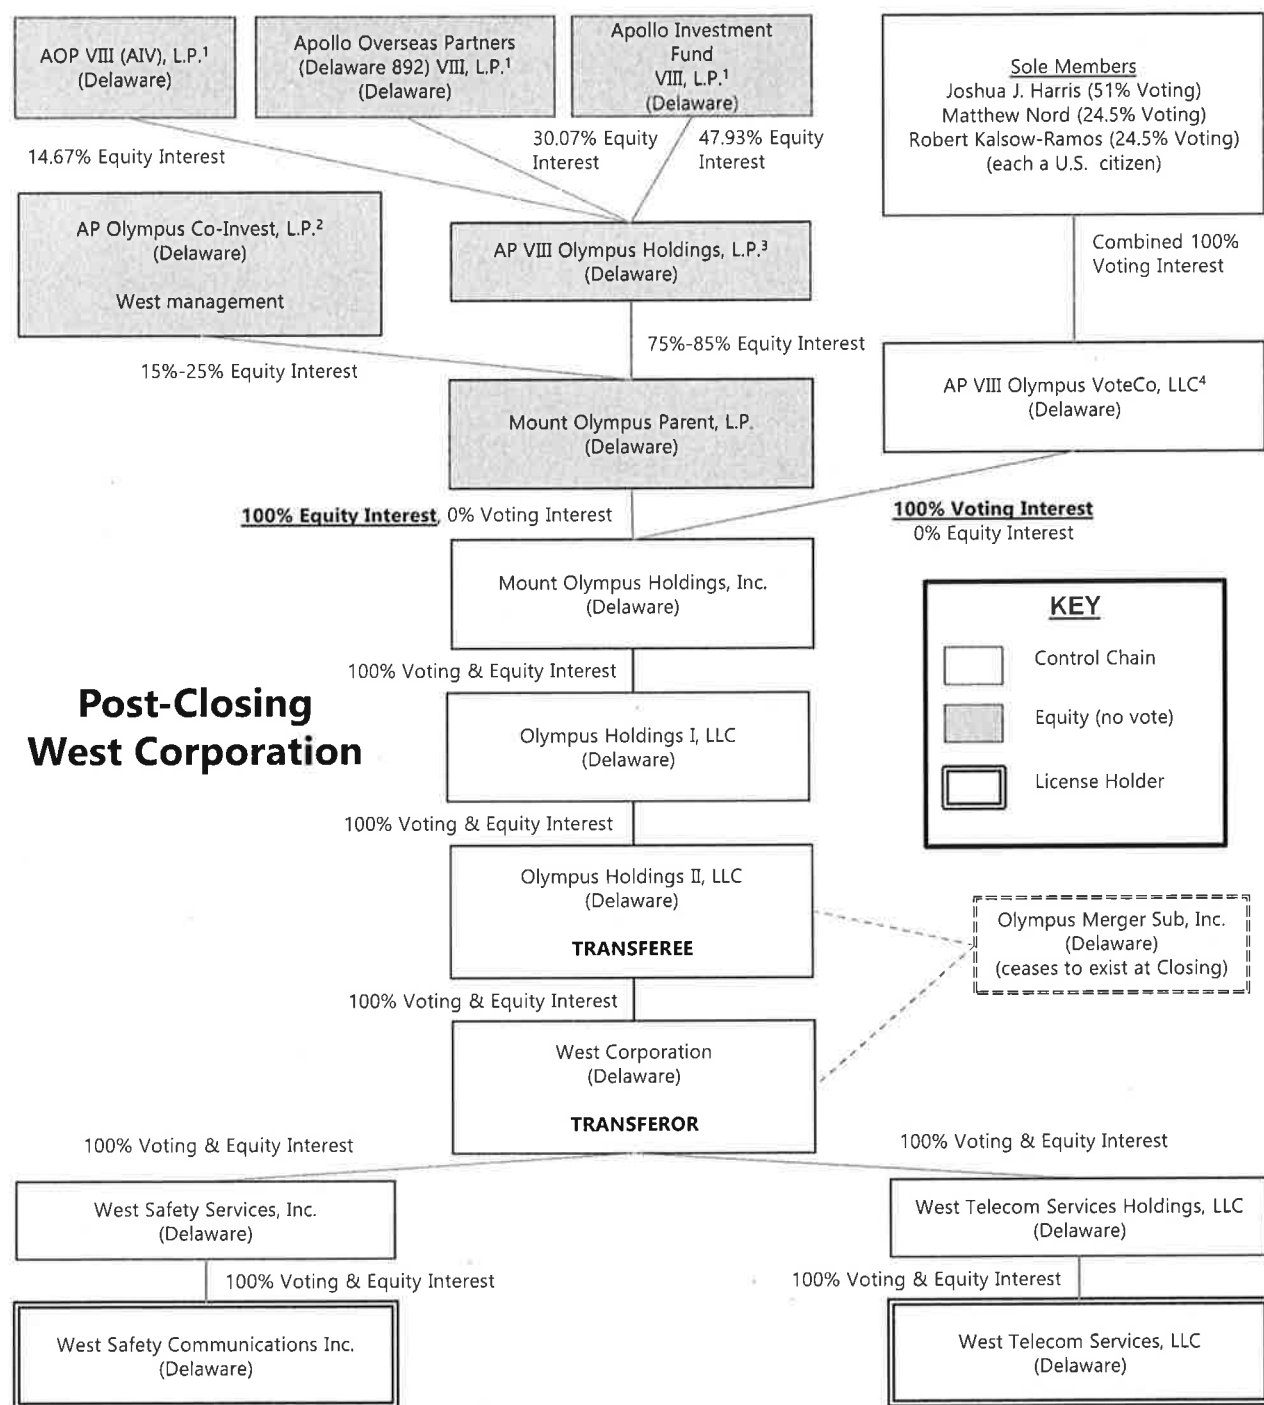 AOP VIII (AIV), L.P.¹
(Delaware)
Apollo Overseas Partners
(Delaware 892) VIII, L.P.¹
(Delaware)
Apollo Investment
Fund
VIII, L.P.¹
(Delaware)
Sole Members
Joshua J. Harris (51% Voting)
Matthew Nord (24.5% Voting)
Robert Kalsow-Ramos (24.5% Voting)
(each a U.S. citizen)
14.67% Equity Interest
30.07% Equity
Interest
47.93% Equity
Interest
AP Olympus Co-Invest, L.P.²
(Delaware)
West management
AP VIII Olympus Holdings, L.P.³
(Delaware)
Combined 100%
Voting Interest
15%-25% Equity Interest
75%-85% Equity Interest
AP VIII Olympus VoteCo, LLC⁴
(Delaware)
Mount Olympus Parent, L.P.
(Delaware)
100% Equity Interest, 0% Voting Interest
100% Voting Interest
0% Equity Interest
Mount Olympus Holdings, Inc.
(Delaware)
KEY
Control Chain
Equity (no vote)
License Holder
100% Voting & Equity Interest
Post-Closing
West Corporation
Olympus Holdings I, LLC
(Delaware)
100% Voting & Equity Interest
Olympus Holdings II, LLC
(Delaware)
TRANSFEREE
Olympus Merger Sub, Inc.
(Delaware)
(ceases to exist at Closing)
100% Voting & Equity Interest
West Corporation
(Delaware)
TRANSFEROR
100% Voting & Equity Interest
100% Voting & Equity Interest
West Safety Services, Inc.
(Delaware)
West Telecom Services Holdings, LLC
(Delaware)
100% Voting & Equity Interest
100% Voting & Equity Interest
West Safety Communications Inc.
(Delaware)
West Telecom Services, LLC
(Delaware)